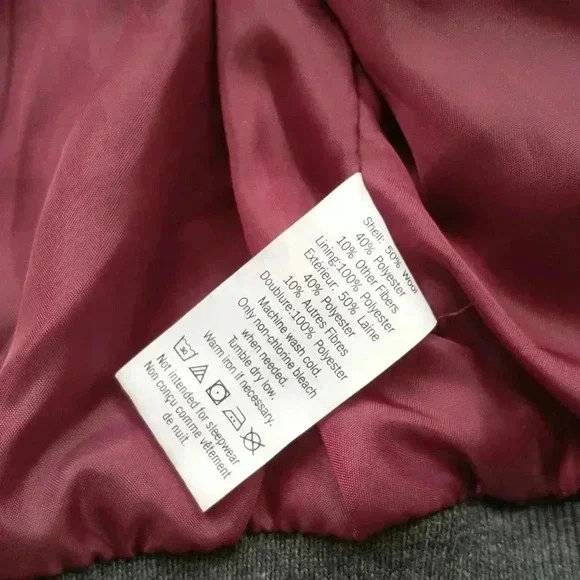 Shell: 50% Wool
40% Polyester
10% Other Fibers
Lining:100% Polyester
Extérieur: 50% Laine
40% Polyester
10% Autres Fibres
Doublure:100% Polyester
Machine wash cold.
Only non-chlorine bleach
when needed.
Tumble dry low.
Warm iron if necessary.
Not intended for sleepwear
Non conçu comme vêtement
de nuit.